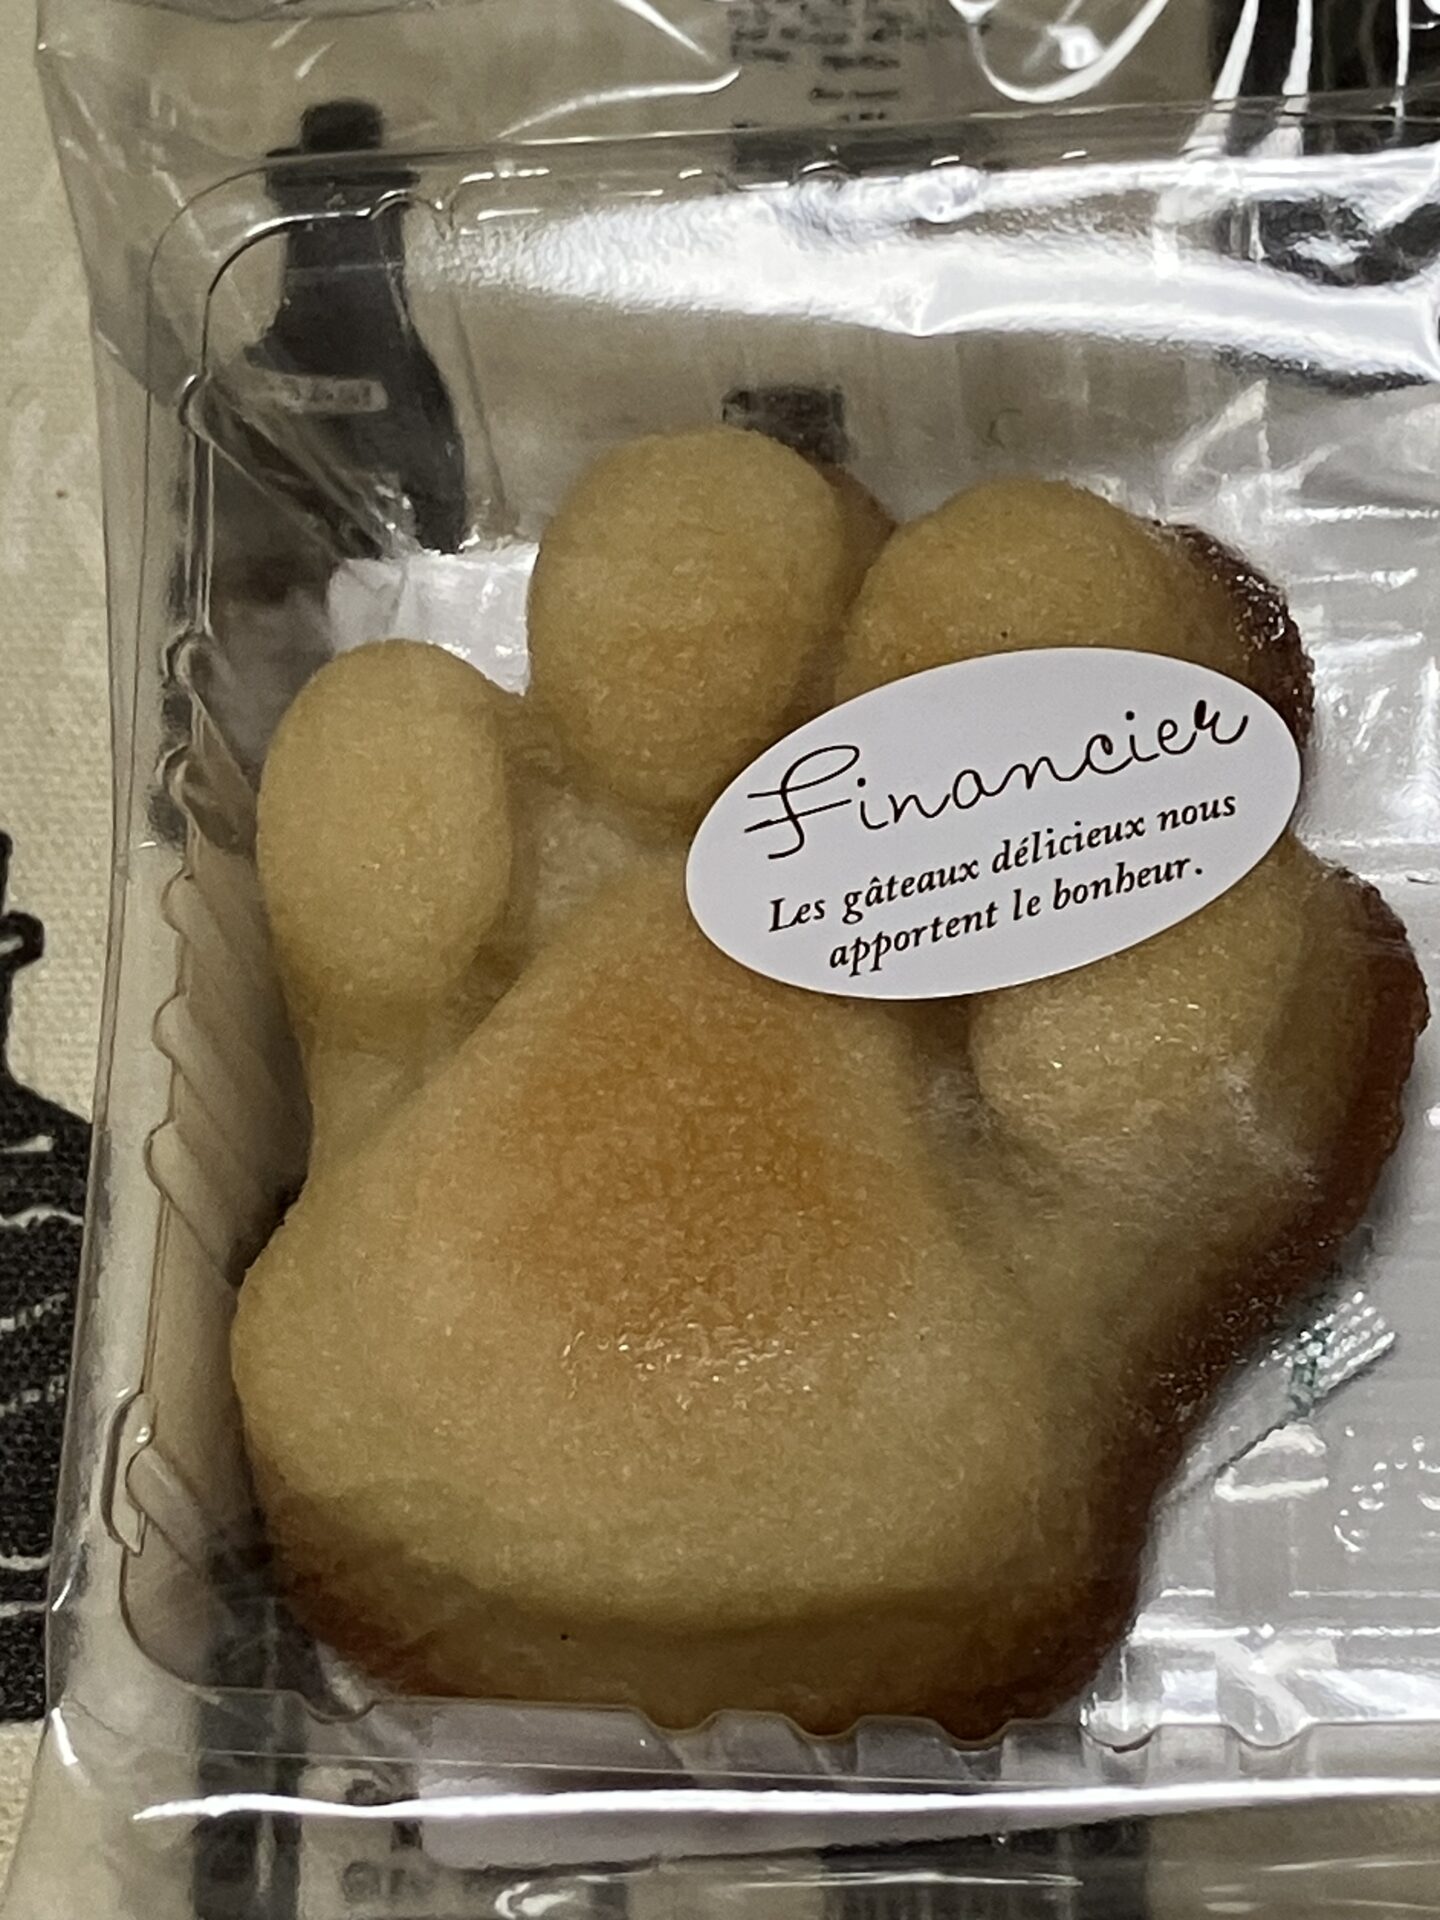 Financier
Les gâteaux délicieux nous
apportent le bonheur.